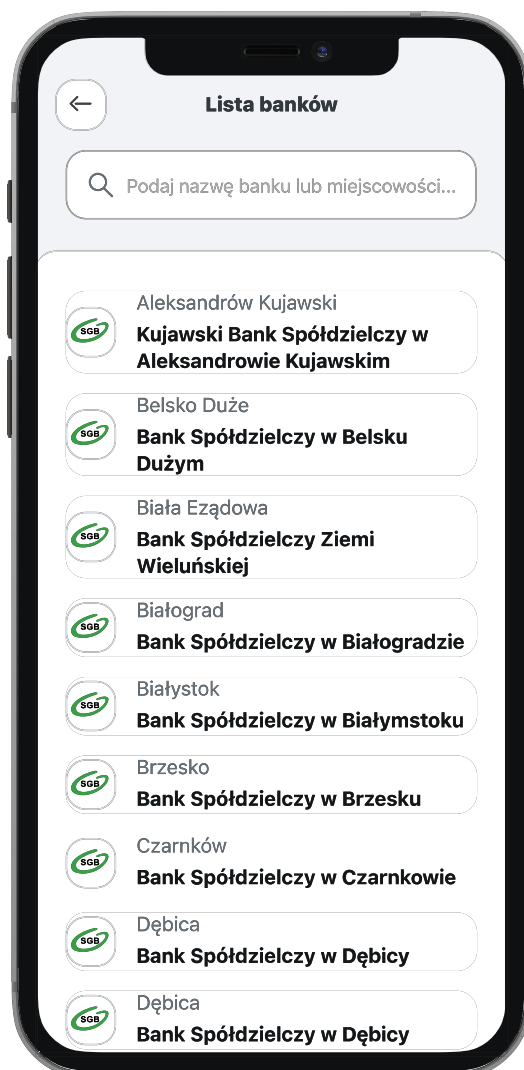 Lista banków
Podaj nazwę banku lub miejscowości...
Aleksandrów Kujawski
SGB
Kujawski Bank Spółdzielczy w
Aleksandrowie Kujawskim
Belsko Duże
SGB
Bank Spółdzielczy w Belsku
Dużym
Biała Eządowa
SGB
Bank Spółdzielczy Ziemi
Wieluńskiej
Białograd
SGB
Bank Spółdzielczy w Białogradzie
Białystok
SGB
Bank Spółdzielczy w Białymstoku
Brzesko
SGB
Bank Spółdzielczy w Brzesku
Czarnków
SGB
Bank Spółdzielczy w Czarnkowie
Dębica
SGB
Bank Spółdzielczy w Dębicy
Dębica
SGB
Bank Spółdzielczy w Dębicy